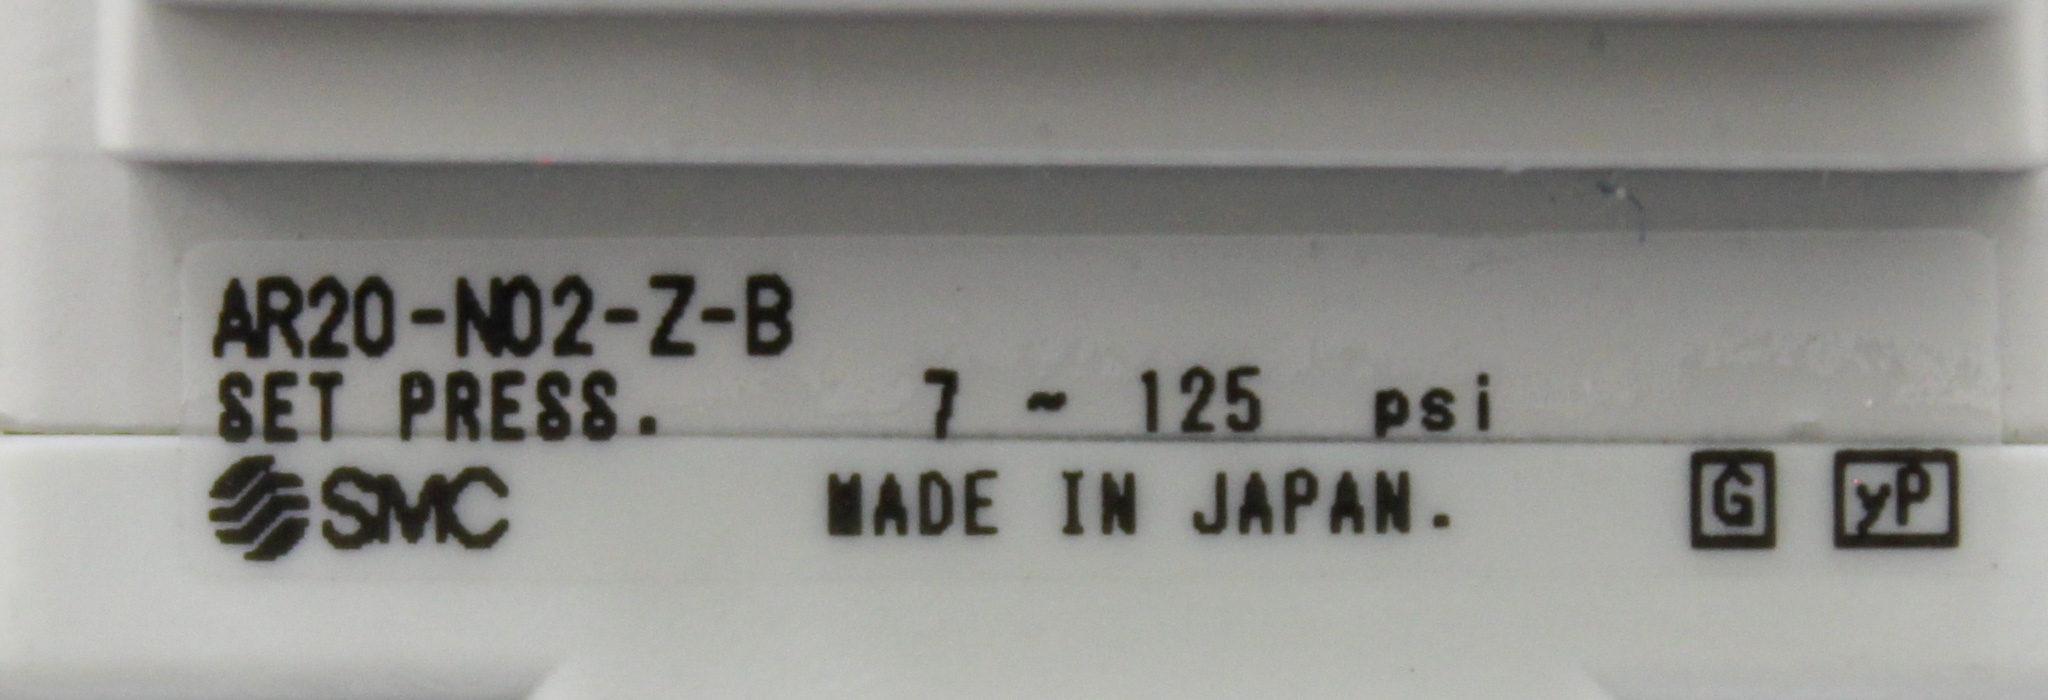 AR20-N02-Z-B
SET PRESS. 7 ~ 125 psi
SMC MADE IN JAPAN. G yP